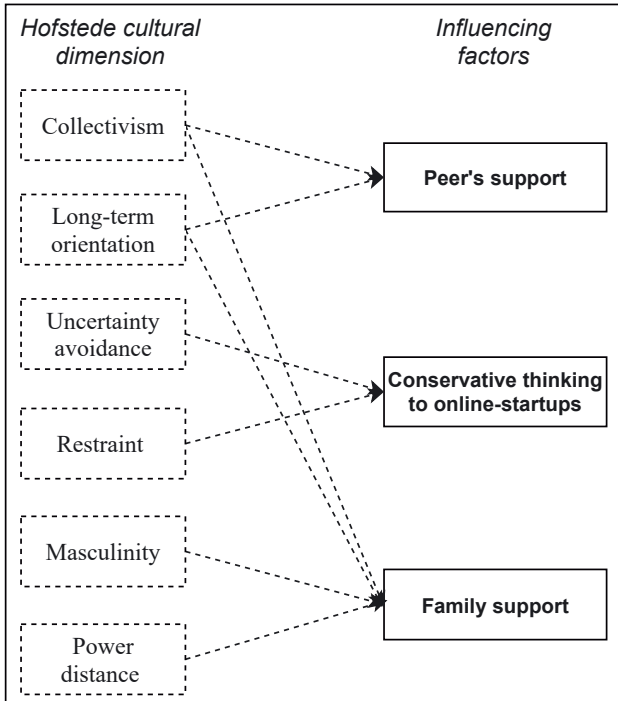 Hofstede cultural
dimension
Influencing
factors
Collectivism
Long-term
orientation
Uncertainty
avoidance
Restraint
Masculinity
Power
distance
Peer's support
Conservative thinking
to online-startups
Family support